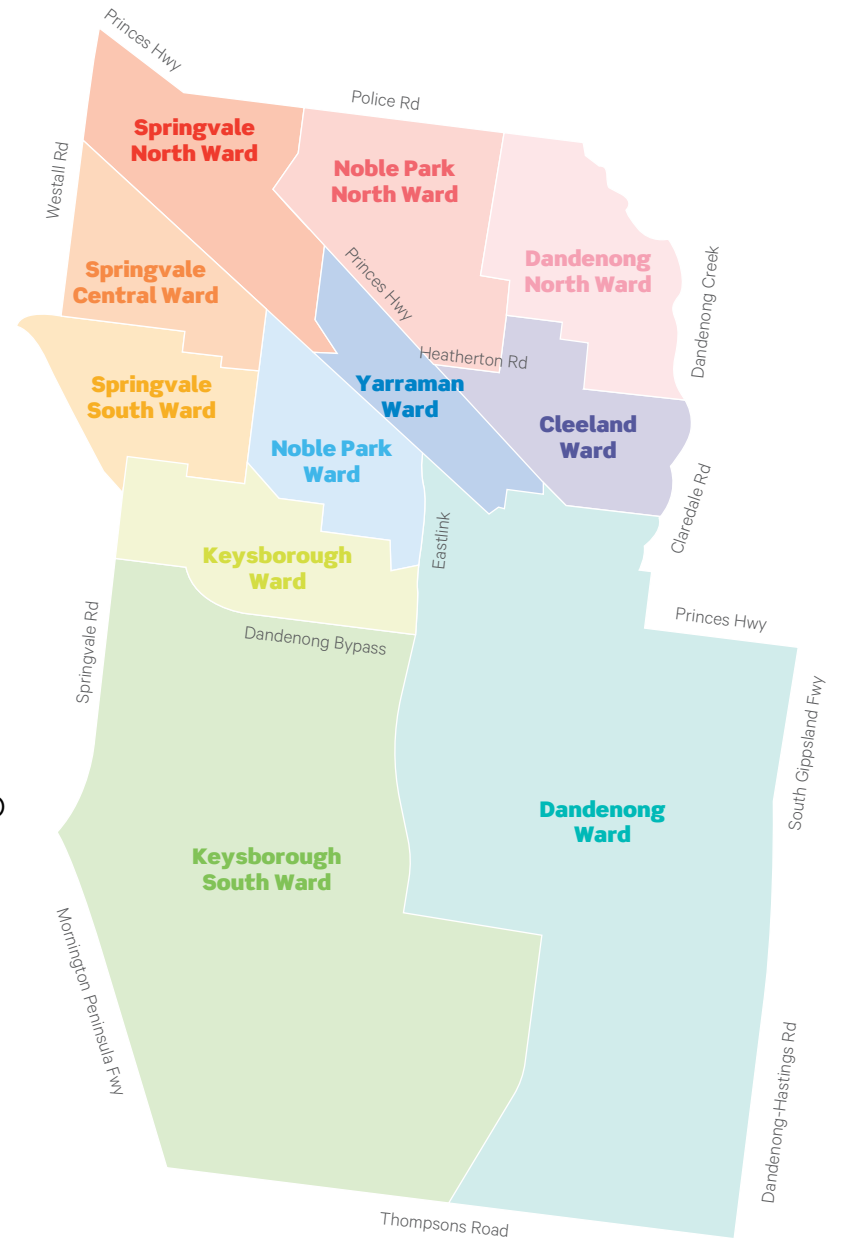 Princes Hwy
Police Rd
Springvale
North Ward
Westall Rd
Noble Park
North Ward
Springvale
Central Ward
Princes Hwy
Dandenong
North Ward
Dandenong Creek
Heatherton Rd
Springvale
South Ward
Yarraman
Ward
Cleeland
Ward
Noble Park
Ward
Claredale Rd
Eastlink
Keysborough
Ward
Springvale Rd
Dandenong Bypass
Princes Hwy
South Gippsland Fwy
Dandenong
Ward
Keysborough
South Ward
Mornington Peninsula Fwy
Dandenong-Hastings Rd
Thompsons Road